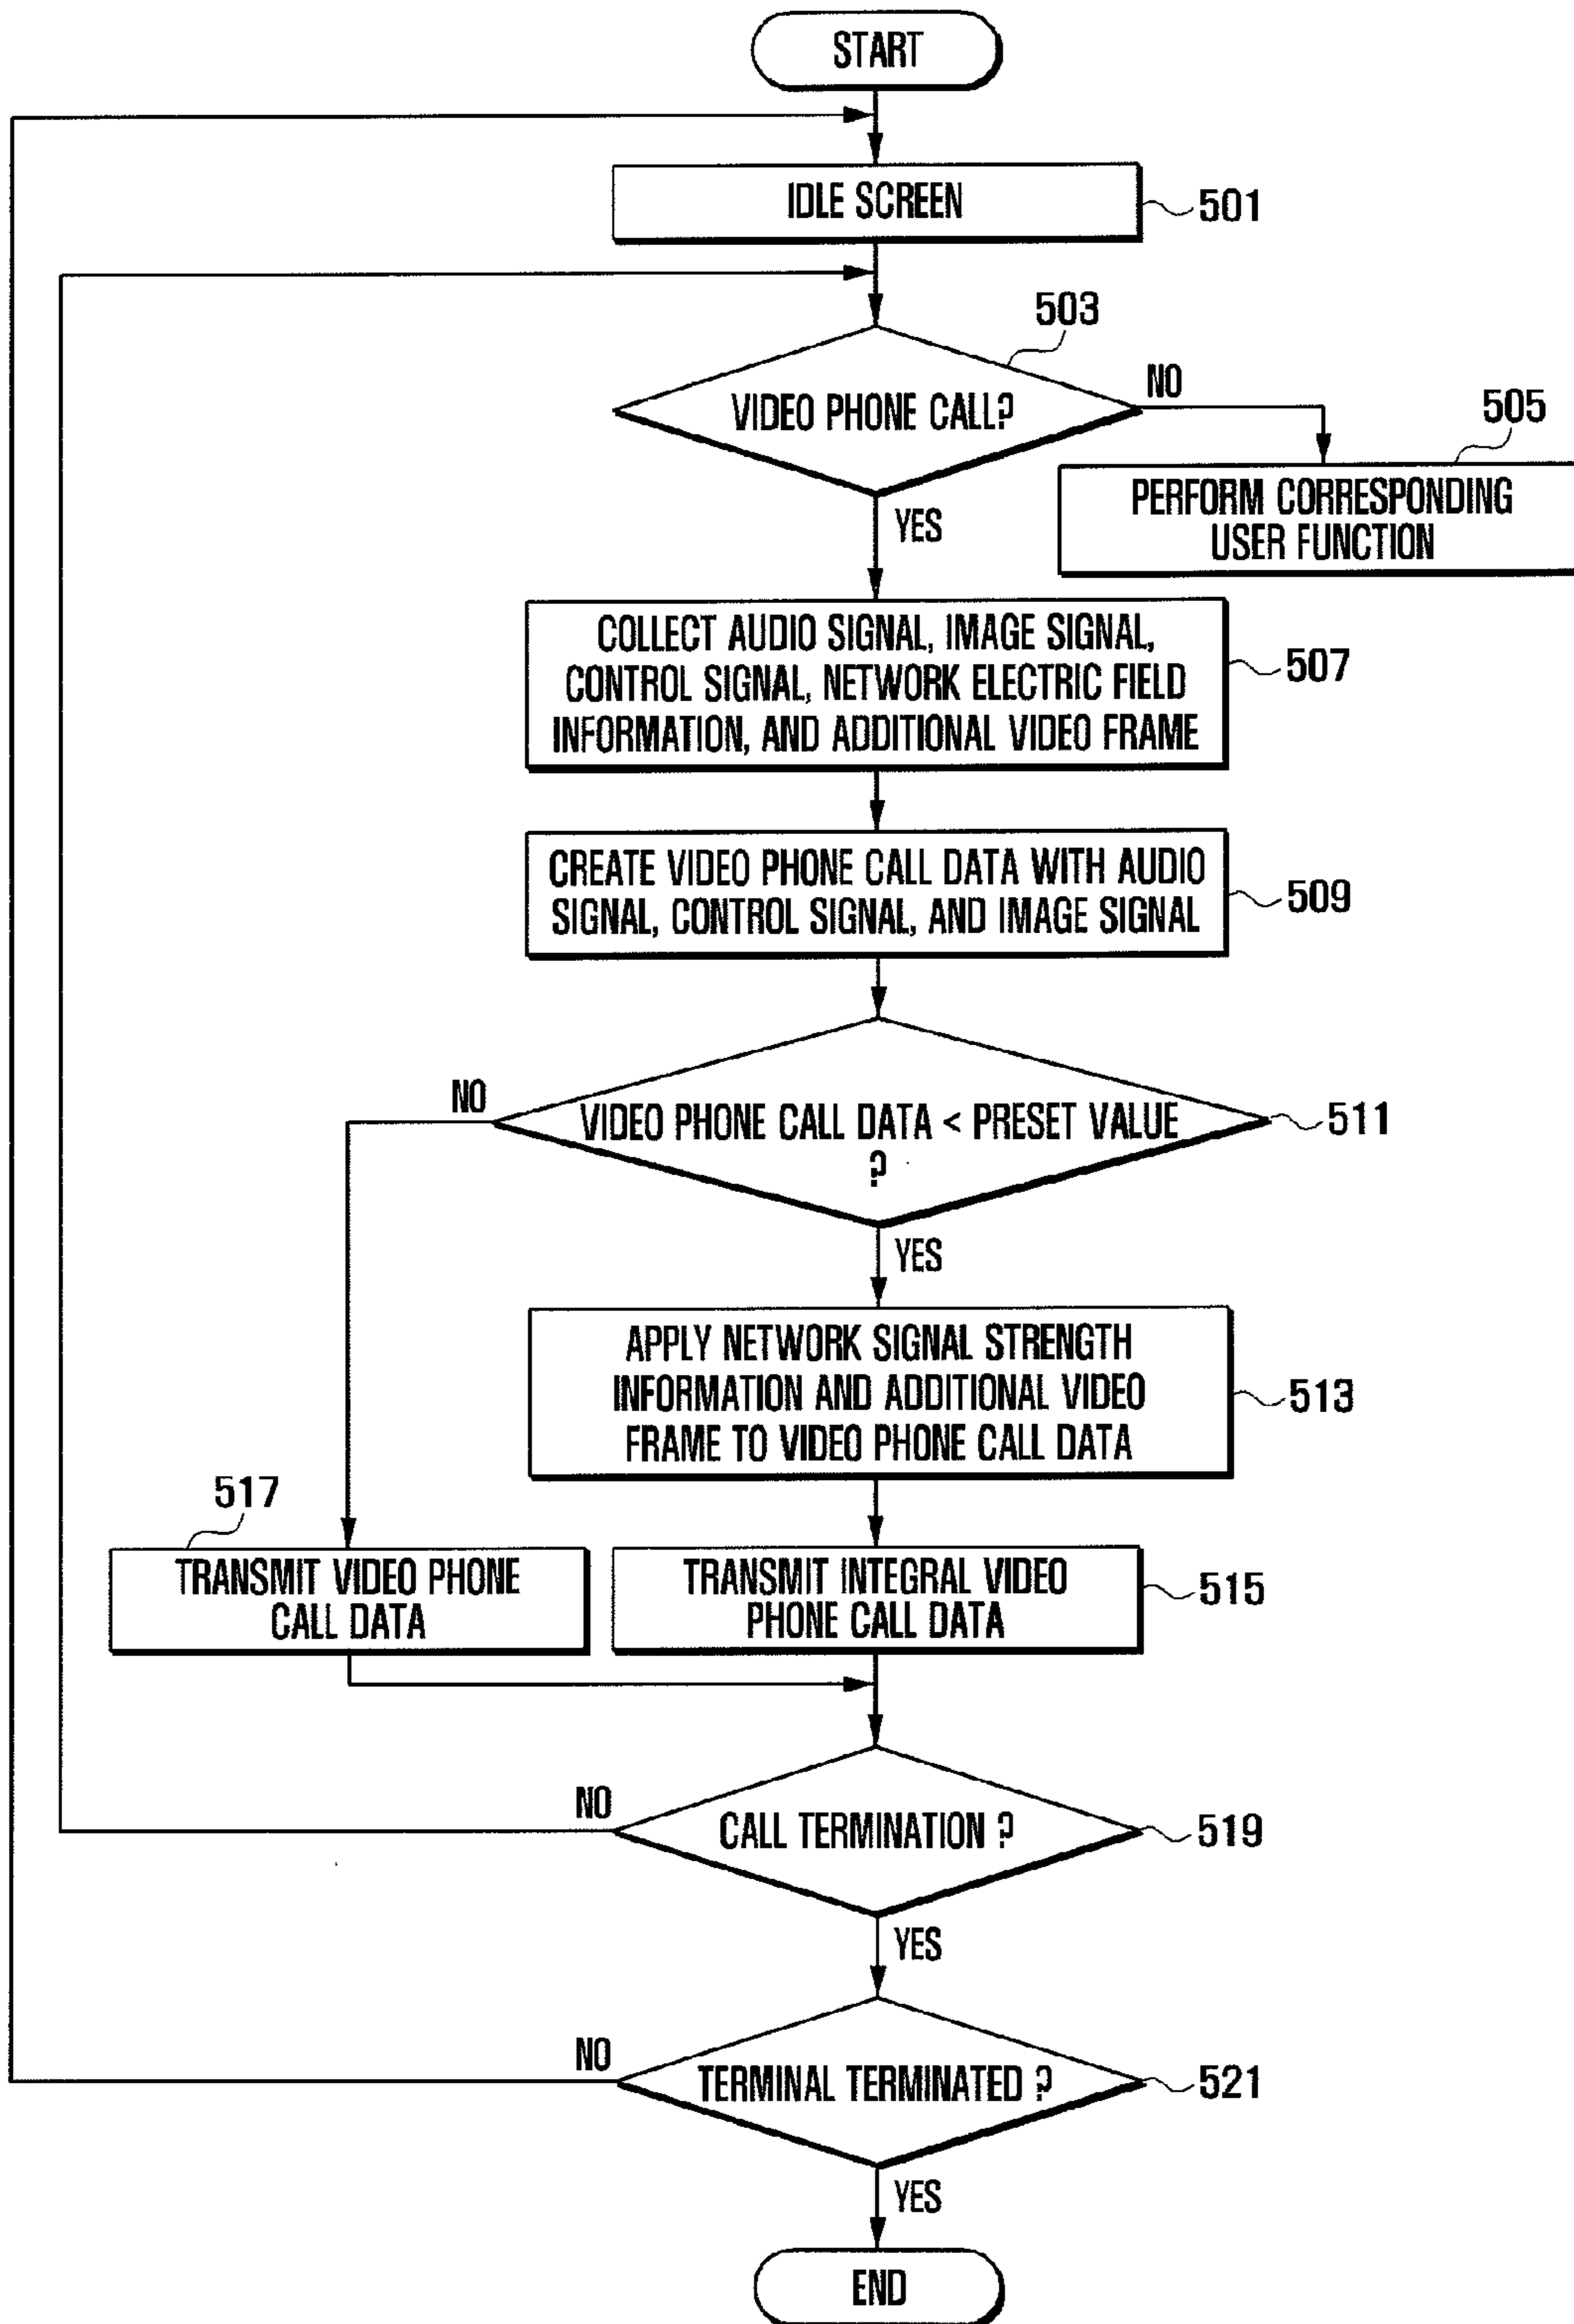 START
IDLE SCREEN
501
503
VIDEO PHONE CALL?
NO
505
PERFORM CORRESPONDING
USER FUNCTION
YES
COLLECT AUDIO SIGNAL, IMAGE SIGNAL,
CONTROL SIGNAL, NETWORK ELECTRIC FIELD
INFORMATION, AND ADDITIONAL VIDEO FRAME
507
CREATE VIDEO PHONE CALL DATA WITH AUDIO
SIGNAL, CONTROL SIGNAL, AND IMAGE SIGNAL
509
NO
VIDEO PHONE CALL DATA < PRESET VALUE
?
511
YES
APPLY NETWORK SIGNAL STRENGTH
INFORMATION AND ADDITIONAL VIDEO
FRAME TO VIDEO PHONE CALL DATA
513
517
TRANSMIT VIDEO PHONE
CALL DATA
TRANSMIT INTEGRAL VIDEO
PHONE CALL DATA
515
NO
CALL TERMINATION ?
519
YES
NO
TERMINAL TERMINATED ?
521
YES
END